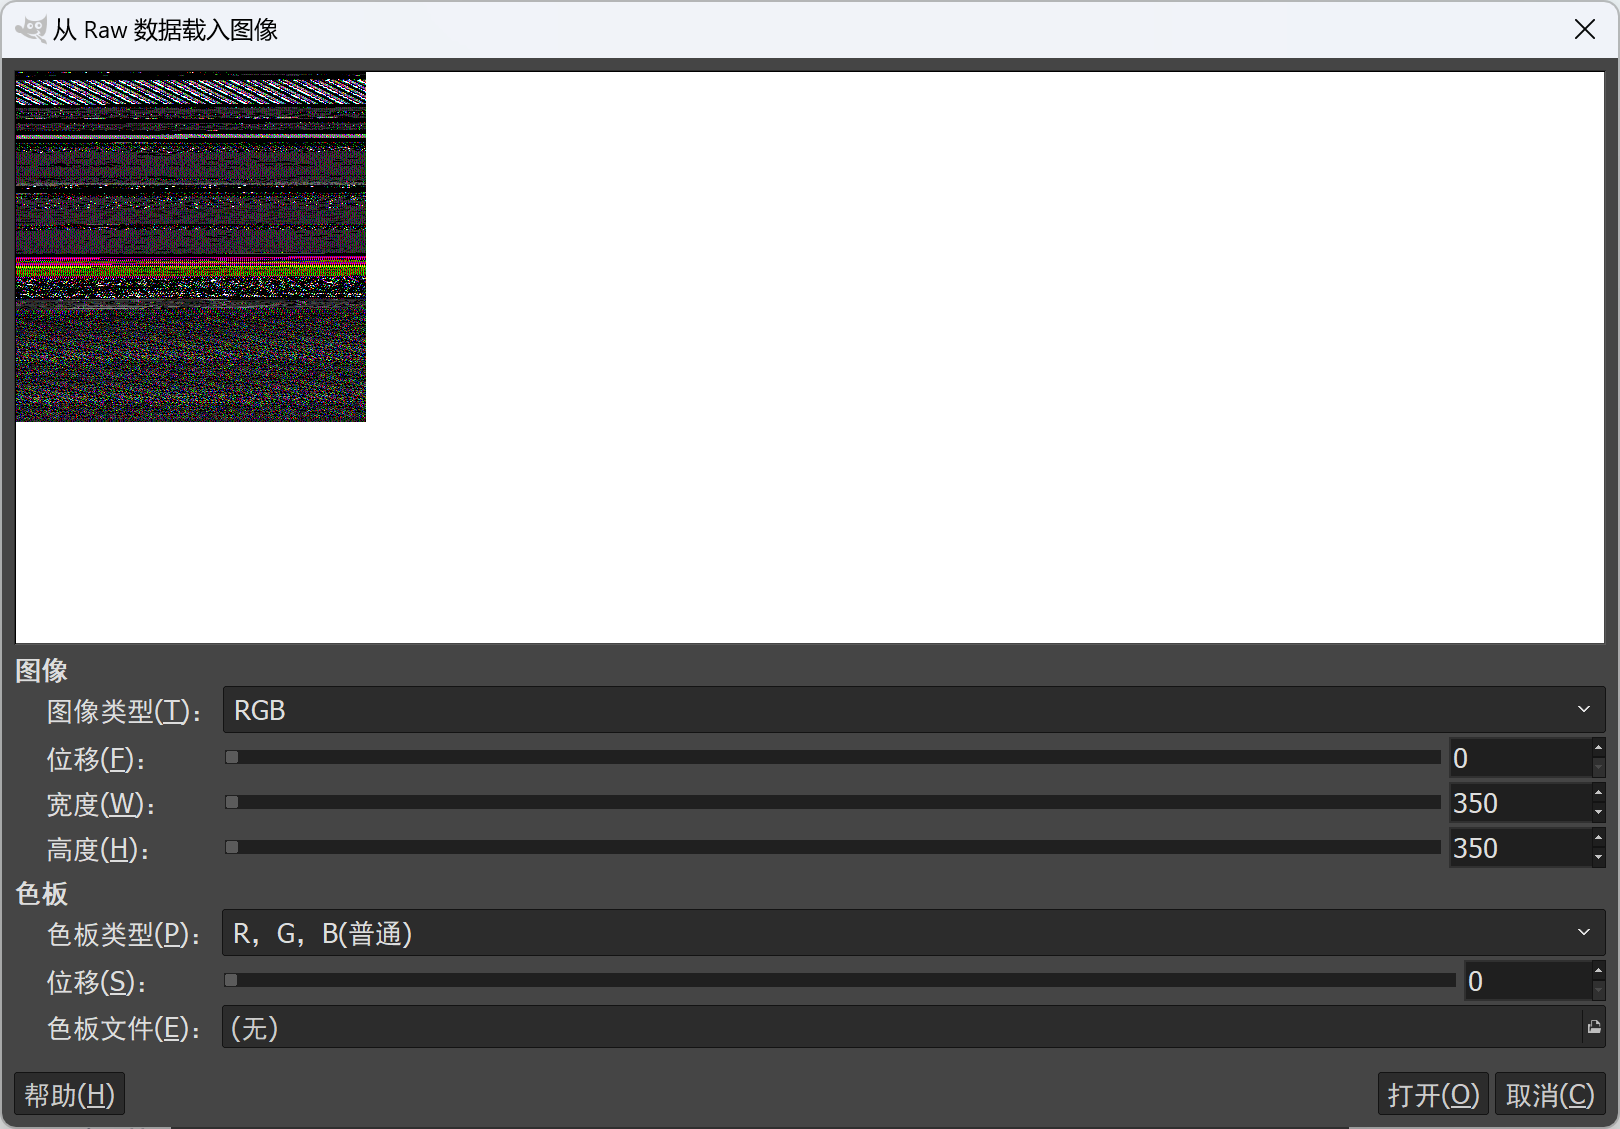 从 Raw 数据载入图像
图像
图像类型(T)： RGB
位移(F)： 0
宽度(W)： 350
高度(H)： 350
色板
色板类型(P)： R，G，B(普通)
位移(S)： 0
色板文件(E)： (无)
帮助(H) 打开(O) 取消(C)